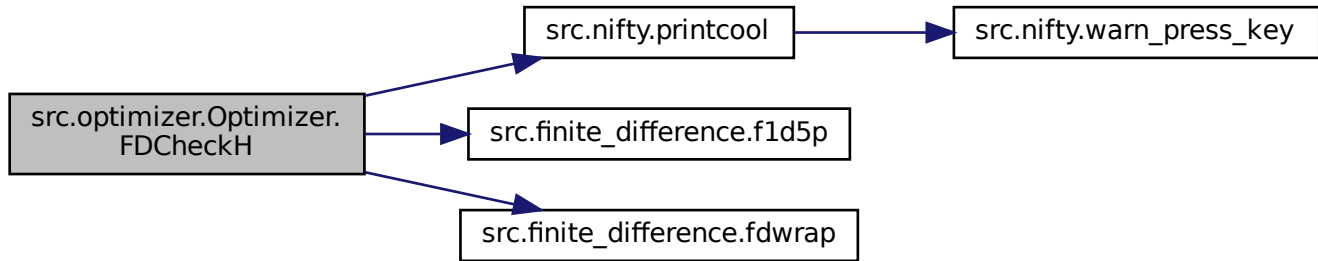 src.optimizer.Optimizer.
FDCheckH
src.nifty.printcool
src.nifty.warn_press_key
src.finite_difference.f1d5p
src.finite_difference.fdwrap